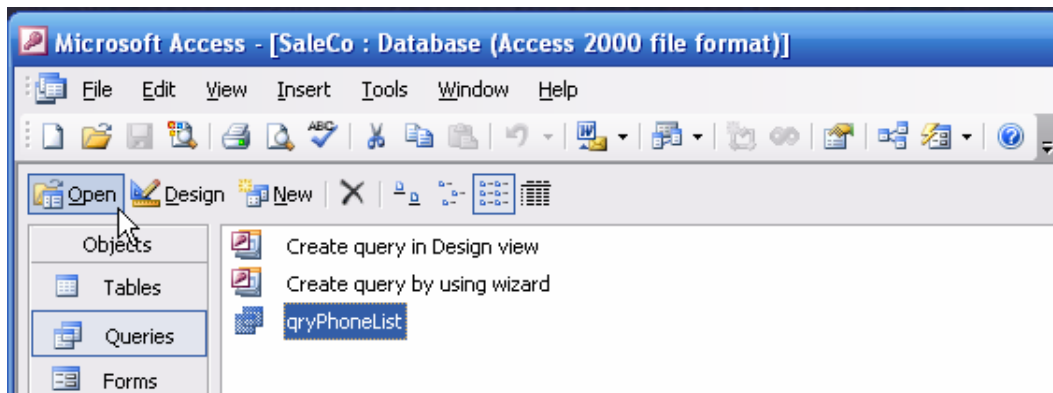 Microsoft Access - [SaleCo : Database (Access 2000 file format)]
File Edit View Insert Tools Window Help
ABC W
Open Design New
Objects
Create query in Design view
Tables
Create query by using wizard
Queries
qryPhoneList
Forms